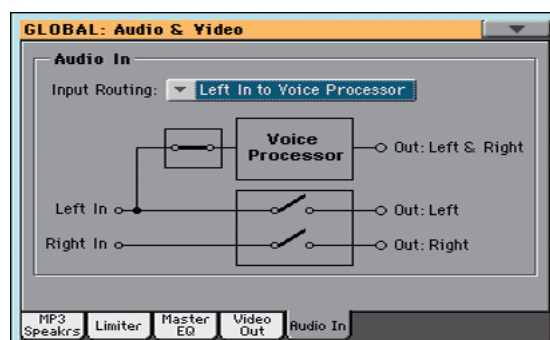 GLOBAL: Audio & Video
Audio In
Input Routing: Left In to Voice Processor
Voice
Processor
Out: Left & Right
Left In
Out: Left
Right In
Out: Right
MP3
Speakrs
Limiter
Master
EQ
Video
Out
Audio In